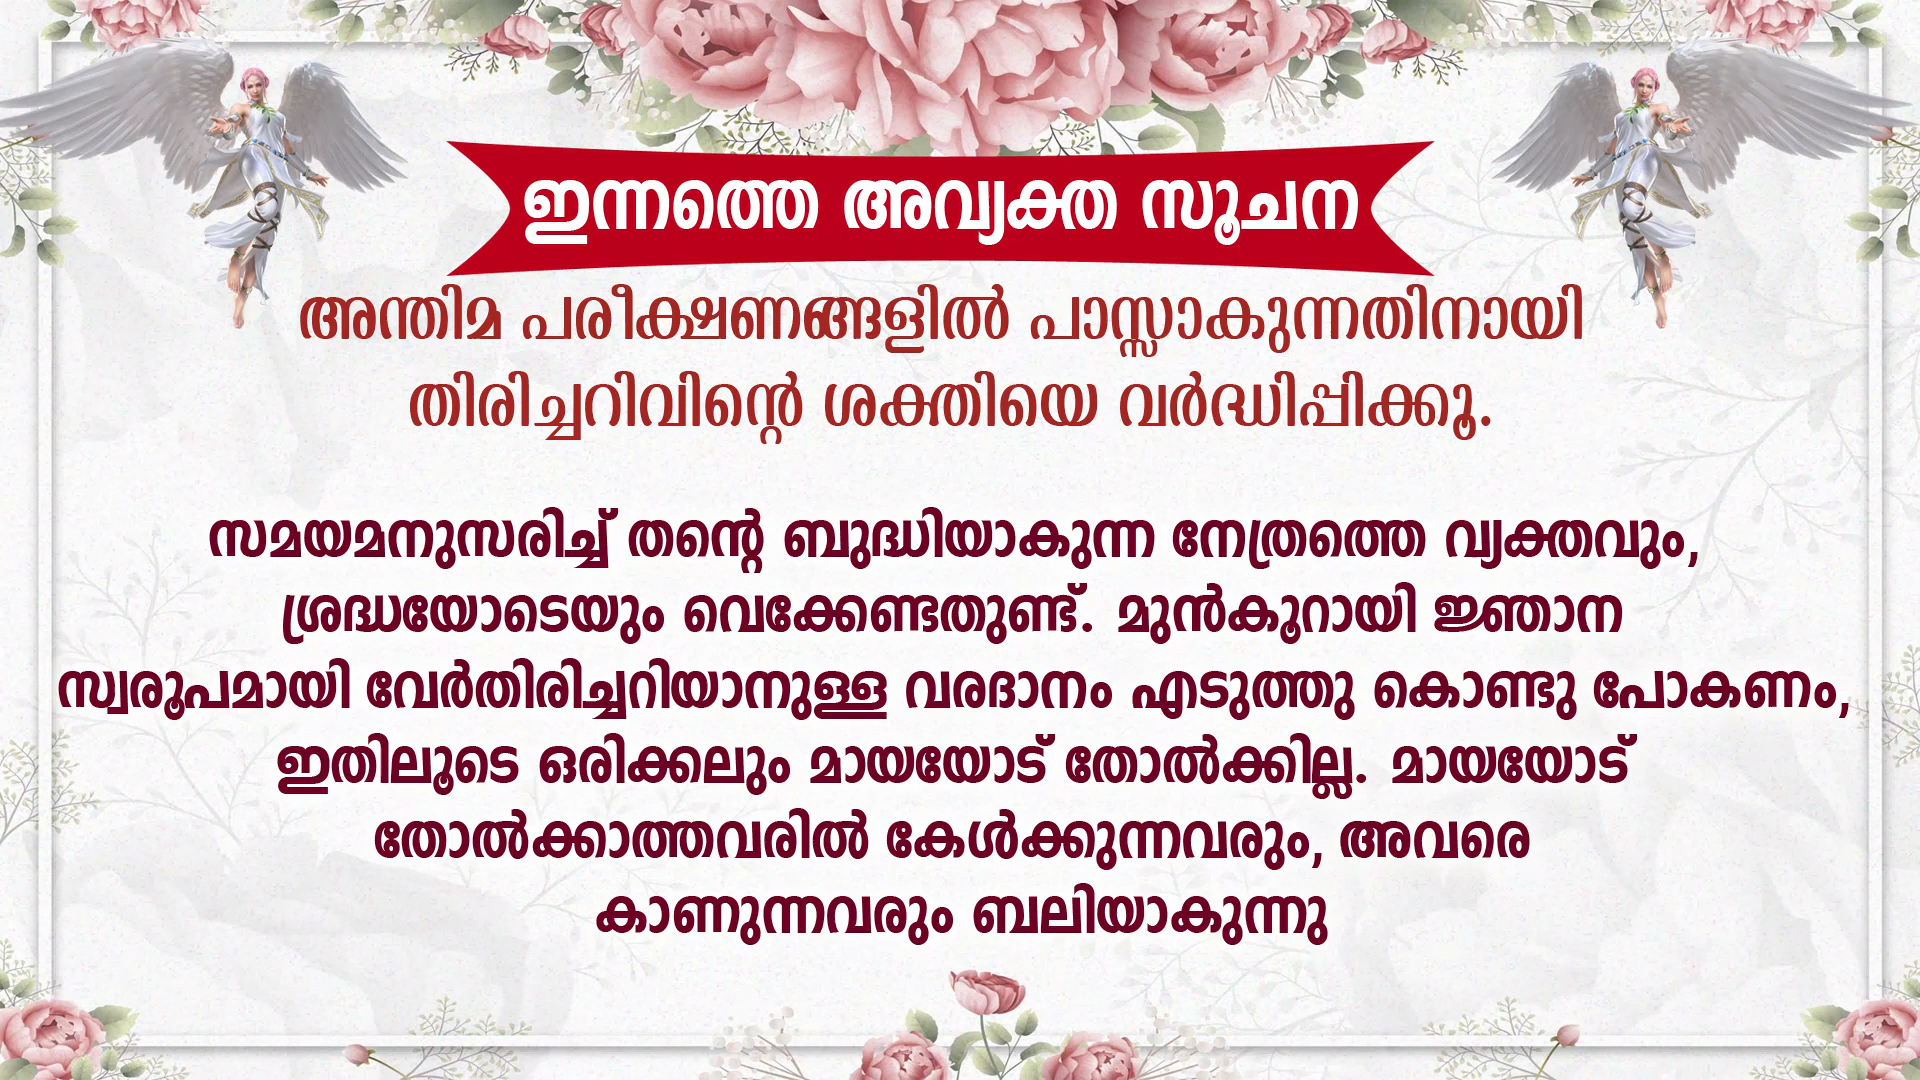 ഇന്നത്തെ അവ്യക്ത സൂചന
അന്തിമ പരീക്ഷണങ്ങളിൽ പാസ്സാകുന്നതിനായി
തിരിച്ചറിവിന്റെ ശക്തിയെ വർദ്ധിപ്പിക്കൂ.
സമയമനുസരിച്ച് തന്റെ ബുദ്ധിയാകുന്ന നേത്രത്തെ വ്യക്തവും,
ശ്രദ്ധയോടെയും വെക്കേണ്ടതുണ്ട്. മുൻകൂറായി ജ്ഞാന
സ്വരൂപമായി വേർതിരിച്ചറിയാനുള്ള വരദാനം എടുത്തു കൊണ്ടു പോകണം,
ഇതിലൂടെ ഒരിക്കലും മായയോട് തോൽക്കില്ല. മായയോട്
തോൽക്കാത്തവരിൽ കേൾക്കുന്നവരും, അവരെ
കാണുന്നവരും ബലിയാകുന്നു